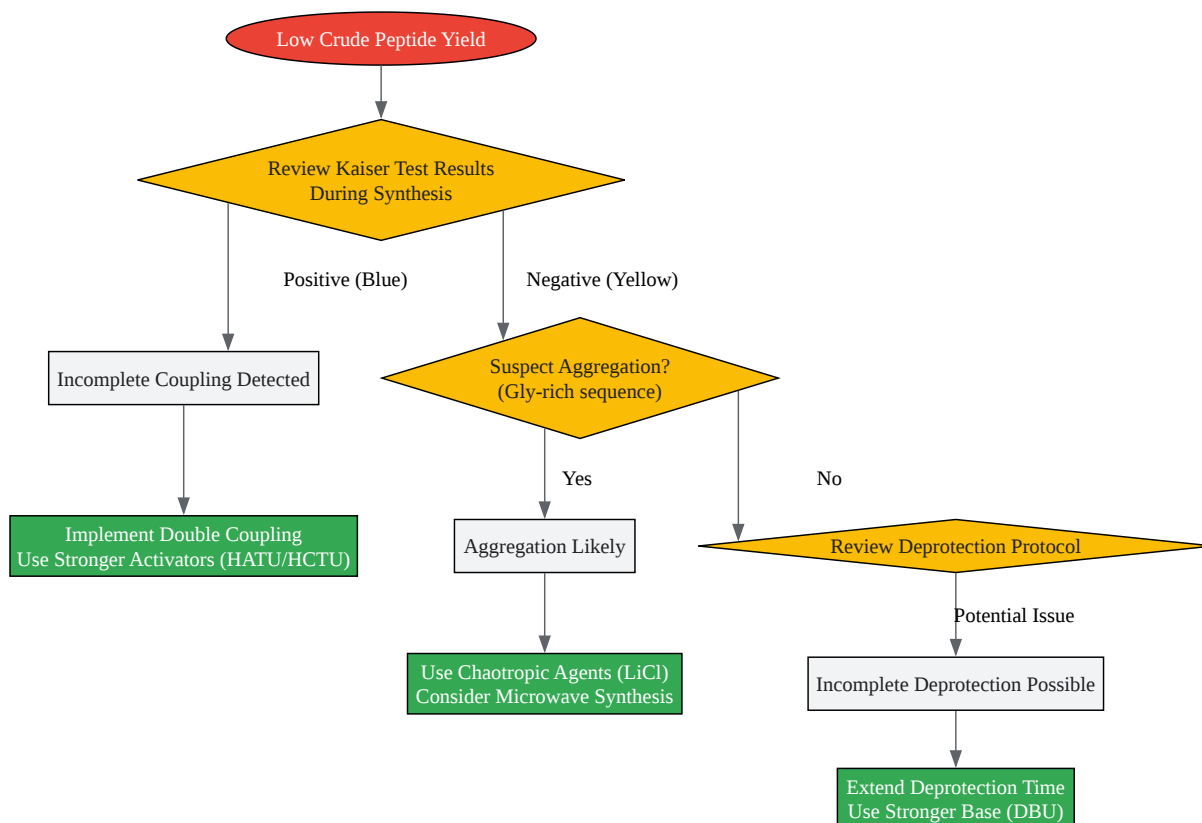 Low Crude Peptide Yield
Review Kaiser Test Results
During Synthesis
Positive (Blue)
Negative (Yellow)
Incomplete Coupling Detected
Suspect Aggregation?
(Gly-rich sequence)
Yes
No
Implement Double Coupling
Use Stronger Activators (HATU/HCTU)
Aggregation Likely
Review Deprotection Protocol
Potential Issue
Use Chaotropic Agents (LiCl)
Consider Microwave Synthesis
Incomplete Deprotection Possible
Extend Deprotection Time
Use Stronger Base (DBU)